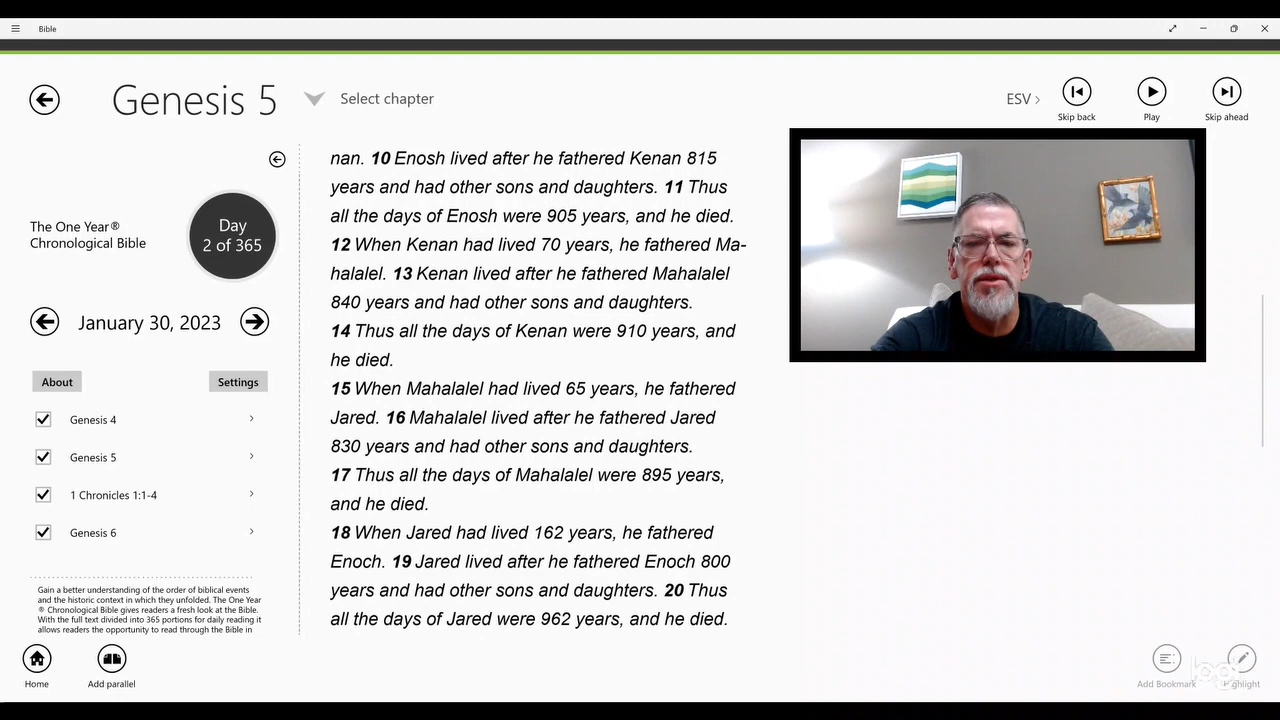 Bible
Genesis 5
Select chapter
ESV
Skip back
Play
Skip ahead
The One Year®
Chronological Bible
Day
2 of 365
January 30, 2023
About
Settings
Genesis 4
Genesis 5
1 Chronicles 1:1-4
Genesis 6
Gain a better understanding of the order of biblical events
and the historic context in which they unfolded. The One Year
® Chronological Bible gives readers a fresh look at the Bible.
With the full text divided into 365 portions for daily reading it
allows readers the opportunity to read through the Bible in
nan. 10 Enosh lived after he fathered Kenan 815
years and had other sons and daughters. 11 Thus
all the days of Enosh were 905 years, and he died.
12 When Kenan had lived 70 years, he fathered Ma-
halalel. 13 Kenan lived after he fathered Mahalalel
840 years and had other sons and daughters.
14 Thus all the days of Kenan were 910 years, and
he died.
15 When Mahalalel had lived 65 years, he fathered
Jared. 16 Mahalalel lived after he fathered Jared
830 years and had other sons and daughters.
17 Thus all the days of Mahalalel were 895 years,
and he died.
18 When Jared had lived 162 years, he fathered
Enoch. 19 Jared lived after he fathered Enoch 800
years and had other sons and daughters. 20 Thus
all the days of Jared were 962 years, and he died.
Home
Add parallel
Add Bookmark
Highlight
logi